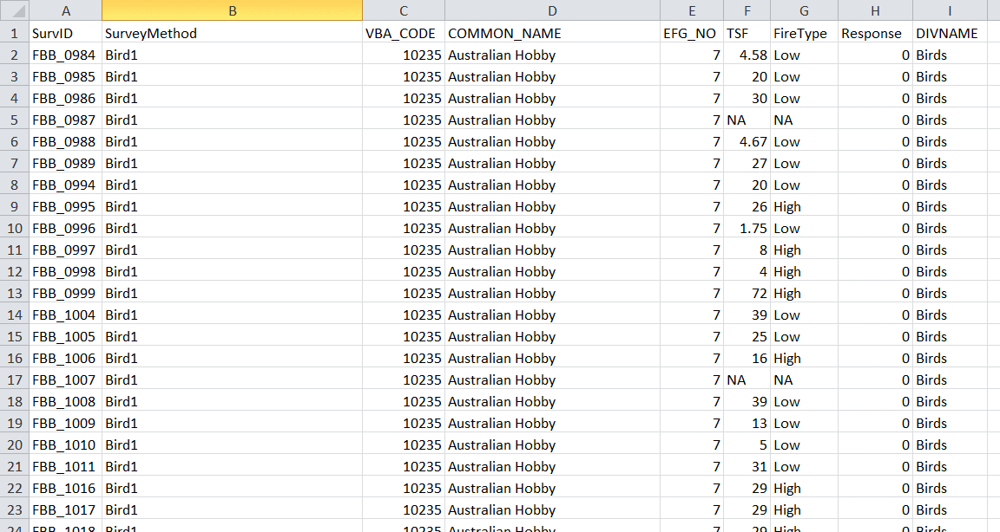 A B C D E F G H I
1 SurvID SurveyMethod VBA_CODE COMMON_NAME EFG_NO TSF FireType Response DIVNAME
2 FBB_0984 Bird1 10235 Australian Hobby 7 4.58 Low 0 Birds
3 FBB_0985 Bird1 10235 Australian Hobby 7 20 Low 0 Birds
4 FBB_0986 Bird1 10235 Australian Hobby 7 30 Low 0 Birds
5 FBB_0987 Bird1 10235 Australian Hobby 7 NA NA 0 Birds
6 FBB_0988 Bird1 10235 Australian Hobby 7 4.67 Low 0 Birds
7 FBB_0989 Bird1 10235 Australian Hobby 7 27 Low 0 Birds
8 FBB_0994 Bird1 10235 Australian Hobby 7 20 Low 0 Birds
9 FBB_0995 Bird1 10235 Australian Hobby 7 26 High 0 Birds
10 FBB_0996 Bird1 10235 Australian Hobby 7 1.75 Low 0 Birds
11 FBB_0997 Bird1 10235 Australian Hobby 7 8 High 0 Birds
12 FBB_0998 Bird1 10235 Australian Hobby 7 4 High 0 Birds
13 FBB_0999 Bird1 10235 Australian Hobby 7 72 High 0 Birds
14 FBB_1004 Bird1 10235 Australian Hobby 7 39 Low 0 Birds
15 FBB_1005 Bird1 10235 Australian Hobby 7 25 Low 0 Birds
16 FBB_1006 Bird1 10235 Australian Hobby 7 16 High 0 Birds
17 FBB_1007 Bird1 10235 Australian Hobby 7 NA NA 0 Birds
18 FBB_1008 Bird1 10235 Australian Hobby 7 39 Low 0 Birds
19 FBB_1009 Bird1 10235 Australian Hobby 7 13 Low 0 Birds
20 FBB_1010 Bird1 10235 Australian Hobby 7 5 Low 0 Birds
21 FBB_1011 Bird1 10235 Australian Hobby 7 31 Low 0 Birds
22 FBB_1016 Bird1 10235 Australian Hobby 7 29 High 0 Birds
23 FBB_1017 Bird1 10235 Australian Hobby 7 29 High 0 Birds
24 FBB_1018 Bird1 10235 Australian Hobby 7 29 High 0 Birds